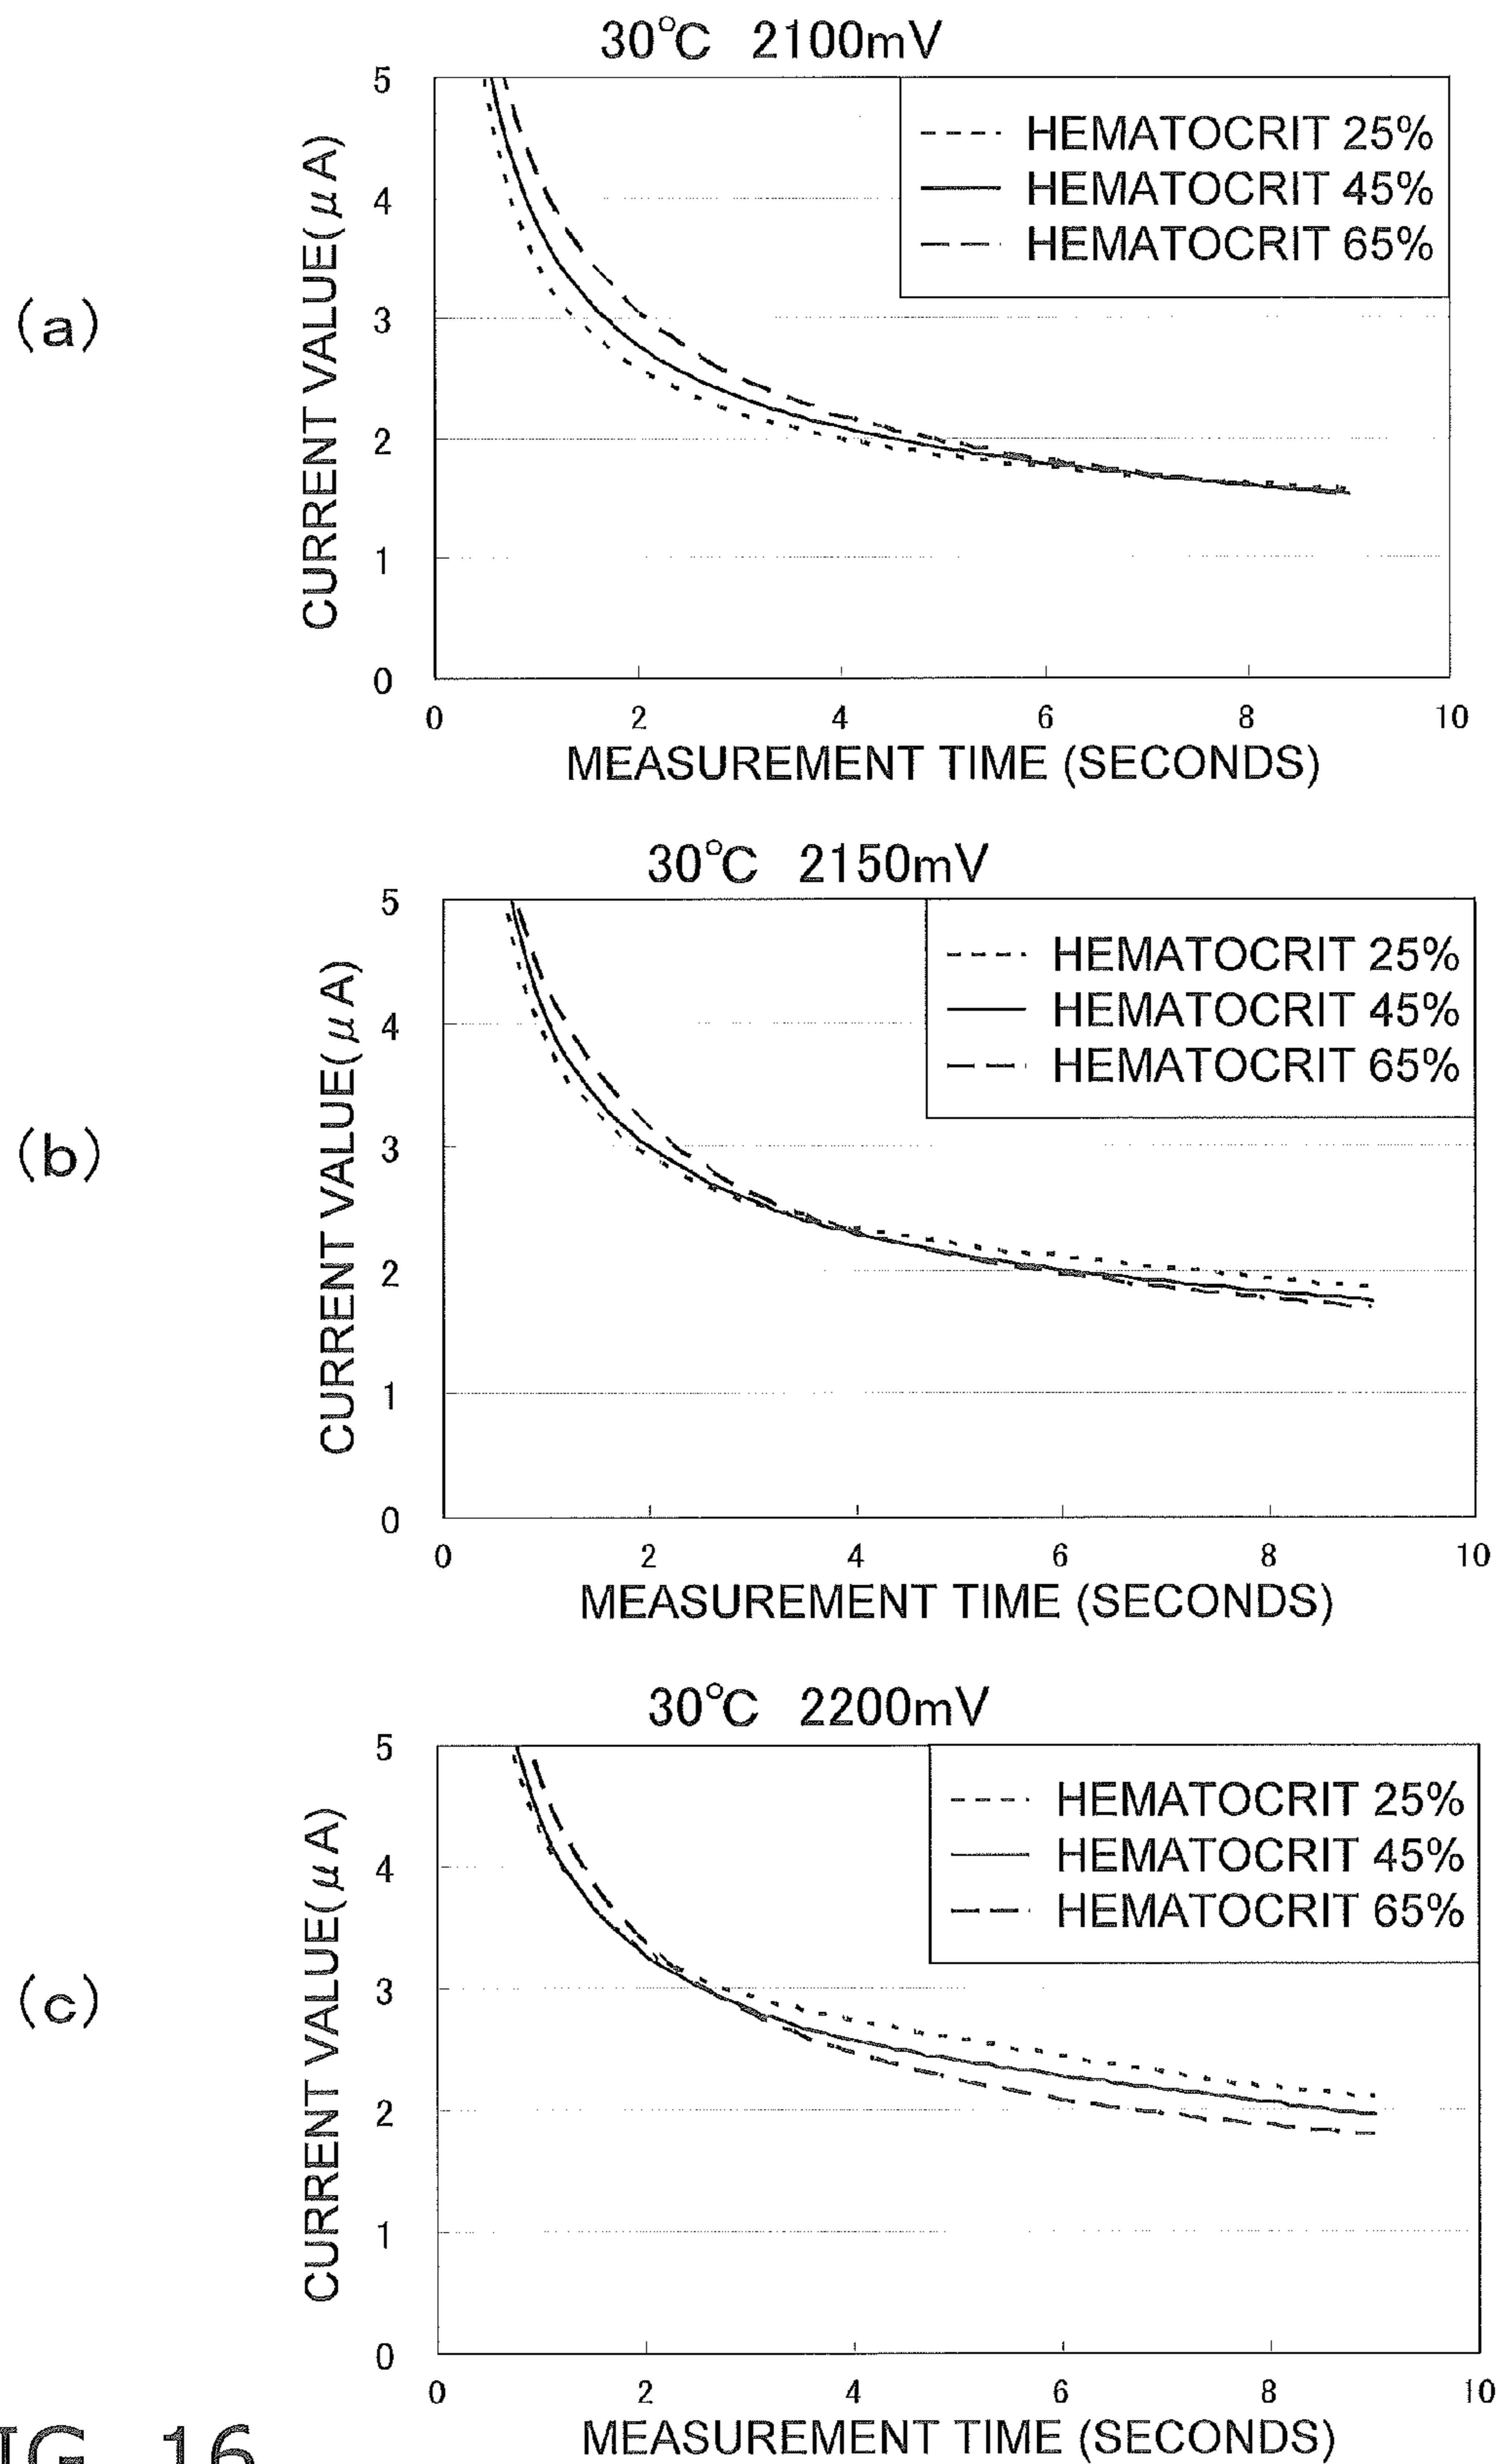 (a)
30℃ 2100mV
CURRENT VALUE(μA)
5
4
3
2
1
0
HEMATOCRIT 25%
HEMATOCRIT 45%
HEMATOCRIT 65%
0 2 4 6 8 10
MEASUREMENT TIME (SECONDS)
(b)
30℃ 2150mV
CURRENT VALUE(μA)
5
4
3
2
1
0
HEMATOCRIT 25%
HEMATOCRIT 45%
HEMATOCRIT 65%
0 2 4 6 8 10
MEASUREMENT TIME (SECONDS)
(c)
30℃ 2200mV
CURRENT VALUE(μA)
5
4
3
2
1
0
HEMATOCRIT 25%
HEMATOCRIT 45%
HEMATOCRIT 65%
0 2 4 6 8 10
MEASUREMENT TIME (SECONDS)
IG. 16